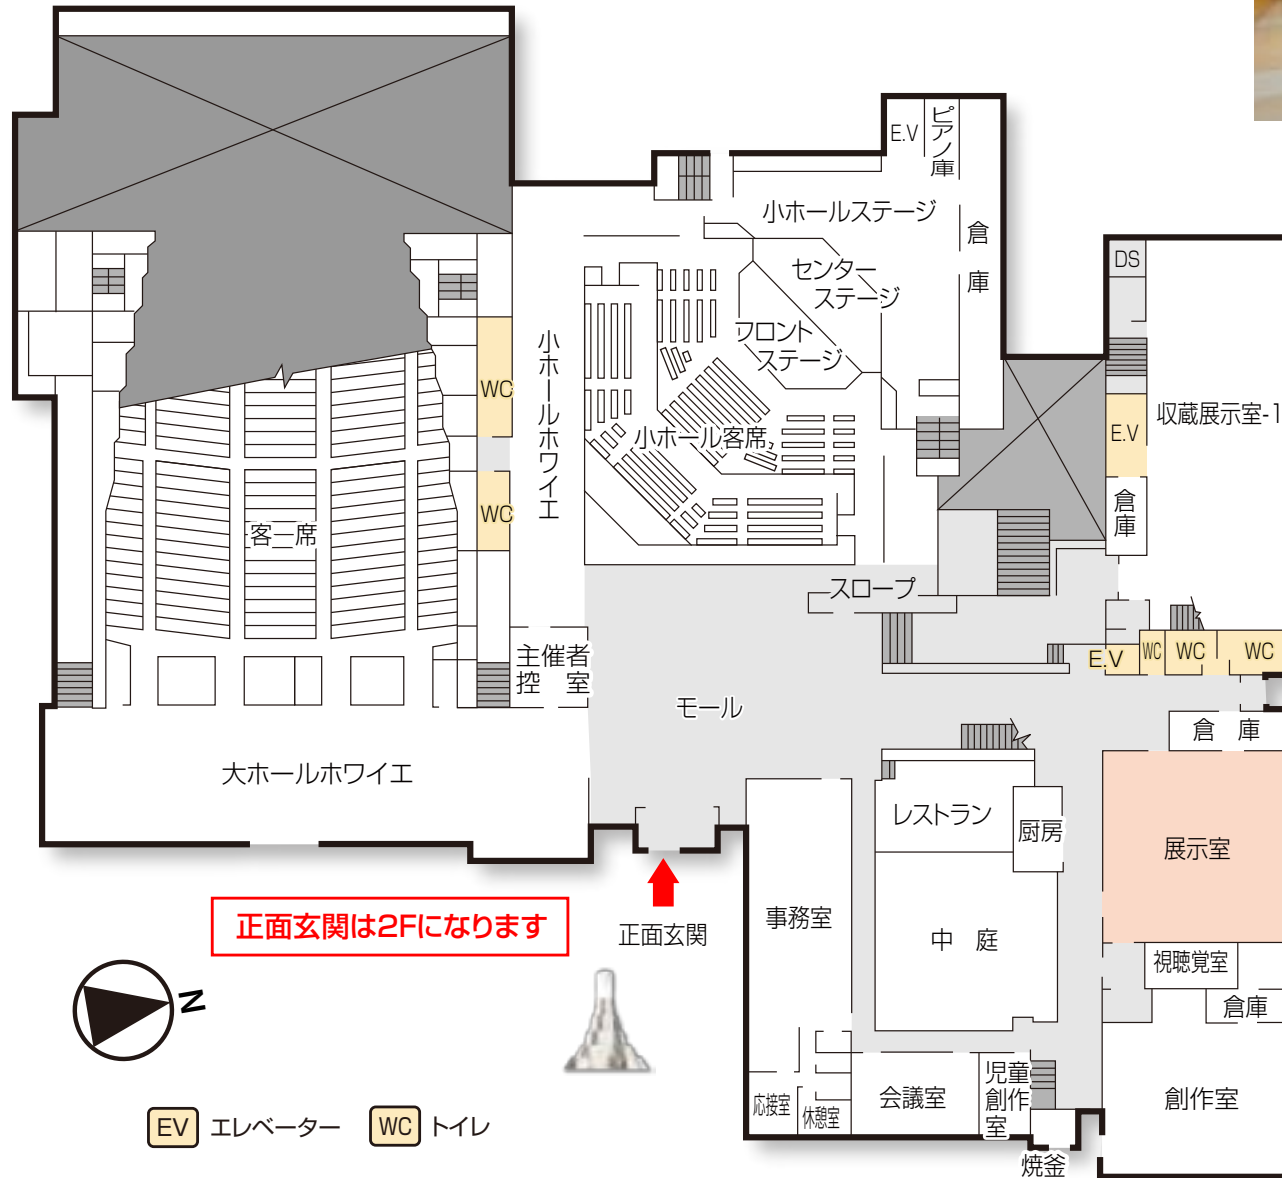 E.V
ピアノ庫
小ホールステージ
倉庫
DS
センター
ステージ
フロント
ステージ
小ホールホワイエ
WC
収蔵展示室-1
E.V
小ホール客席
倉庫
WC
客席
スロープ
主催者
控室
E.V
WC
WC
WC
モール
倉庫
大ホールホワイエ
レストラン
厨房
展示室
正面玄関は2Fになります
正面玄関
事務室
中庭
視聴覚室
倉庫
N
応接室
休憩室
会議室
児童
創作
室
創作室
焼釜
EV エレベーター
WC トイレ